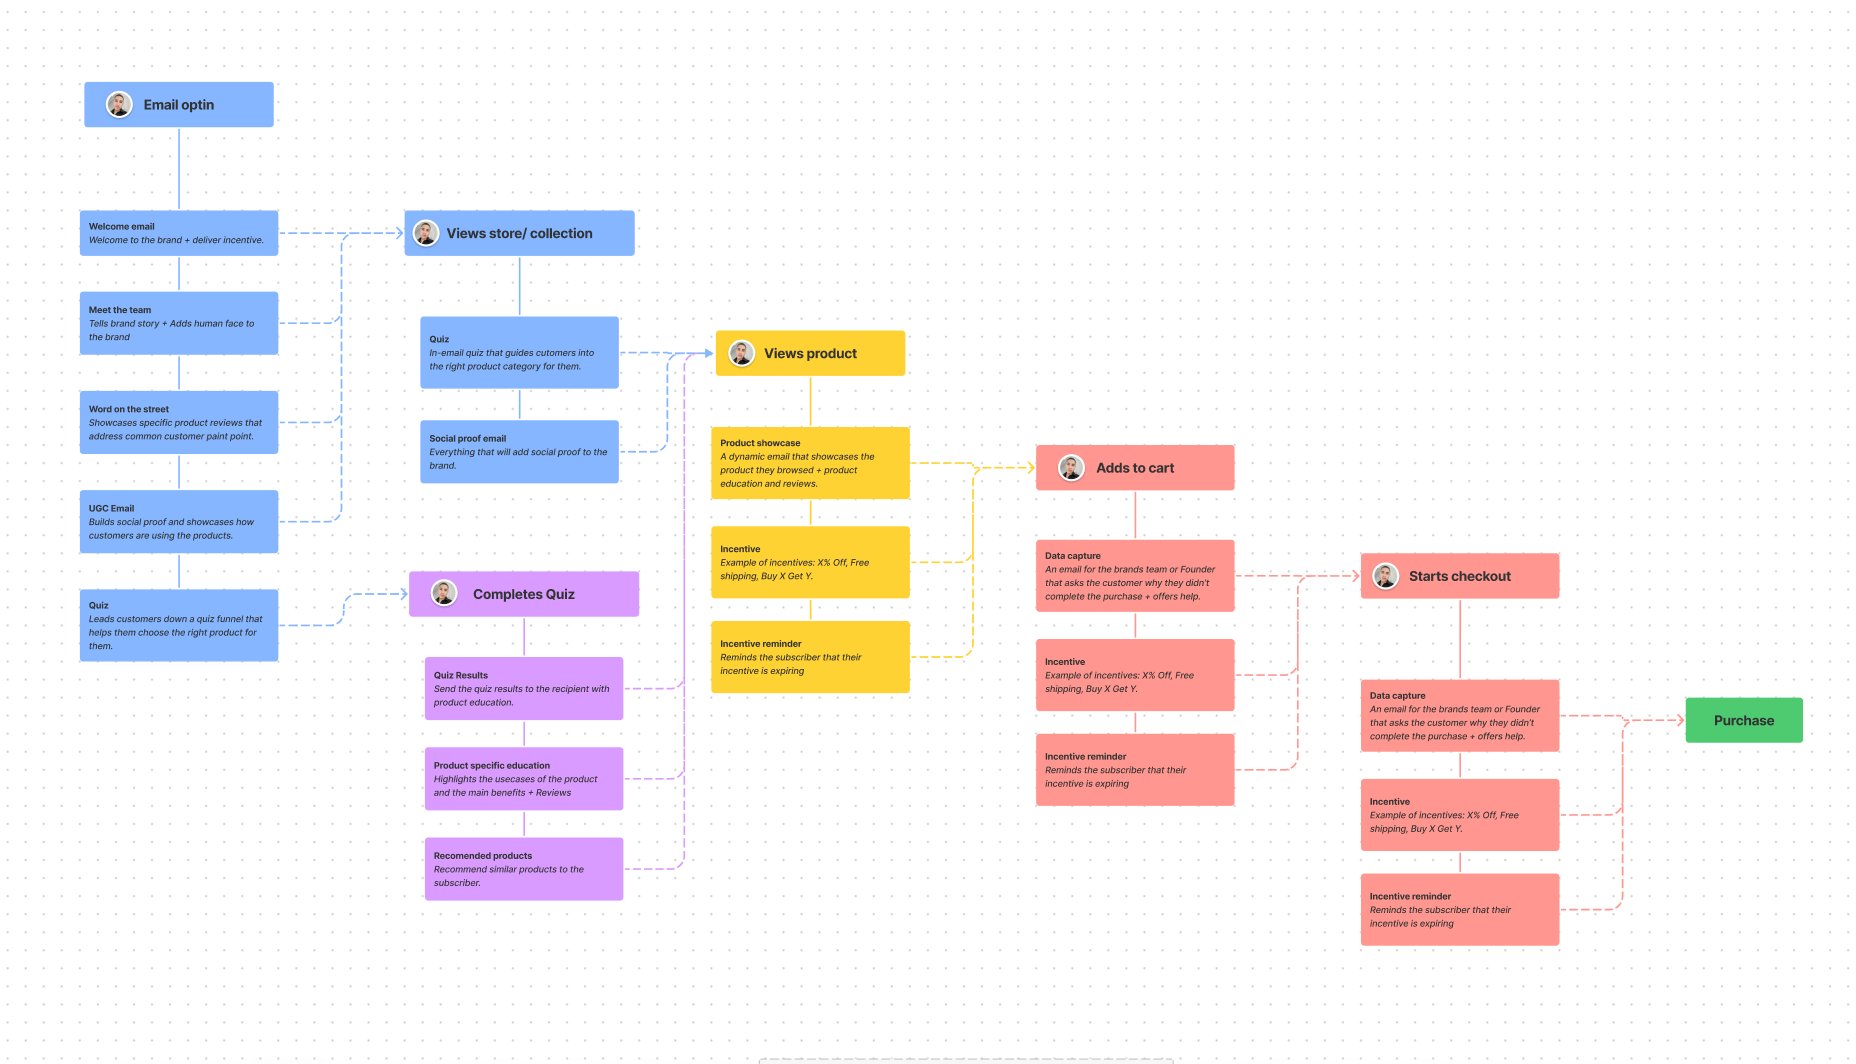 Email optin
Welcome email
Welcome to the brand + deliver incentive.
Meet the team
Tells brand story + Adds human face to
the brand
Word on the street
Showcases specific product reviews that
address common customer paint point.
UGC Email
Builds social proof and showcases how
customers are using the products.
Quiz
Leads customers down a quiz funnel that
helps them choose the right product for
them.
Views store/ collection
Quiz
In-email quiz that guides cutomers into
the right product category for them.
Social proof email
Everything that will add social proof to the
brand.
Completes Quiz
Quiz Results
Send the quiz results to the recipient with
product education.
Product specific education
Highlights the usecases of the product
and the main benefits + Reviews
Recomended products
Recommend similar products to the
subscriber.
Views product
Product showcase
A dynamic email that showcases the
product they browsed + product
education and reviews.
Incentive
Example of incentives: X% Off, Free
shipping, Buy X Get Y.
Incentive reminder
Reminds the subscriber that their
incentive is expiring
Adds to cart
Data capture
An email for the brands team or Founder
that asks the customer why they didn't
complete the purchase + offers help.
Incentive
Example of incentives: X% Off, Free
shipping, Buy X Get Y.
Incentive reminder
Reminds the subscriber that their
incentive is expiring
Starts checkout
Data capture
An email for the brands team or Founder
that asks the customer why they didn't
complete the purchase + offers help.
Incentive
Example of incentives: X% Off, Free
shipping, Buy X Get Y.
Incentive reminder
Reminds the subscriber that their
incentive is expiring
Purchase